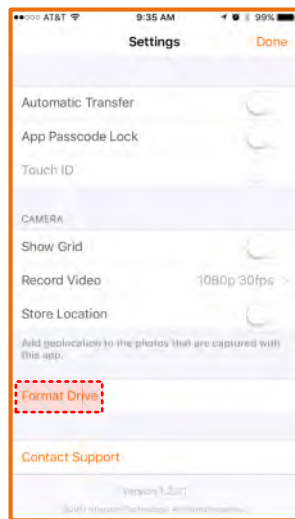 AT&T 9:35 AM 99%
Settings Done
Automatic Transfer
App Passcode Lock
Touch ID
CAMERA
Show Grid
Record Video 1080p 30fps >
Store Location
Add geolocation to the photos that are captured with
this app.
Format Drive
Contact Support
Version